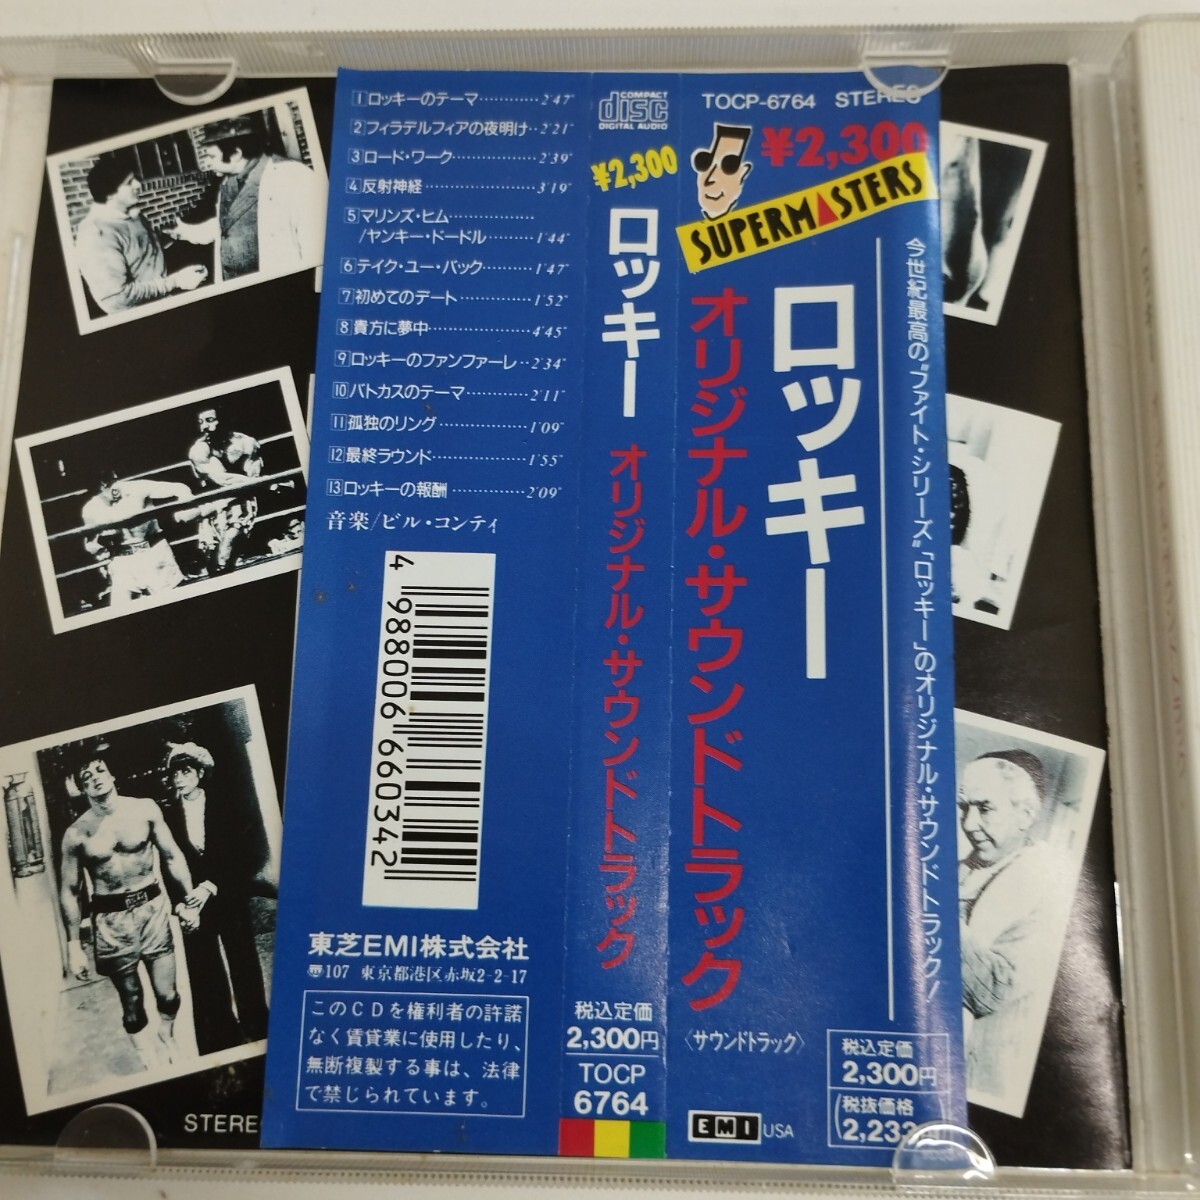 1 ロッキーのテーマ…………2'47"
2 フィラデルフィアの夜明け‥2'21"
3 ロード・ワーク……………2'39"
4 反射神経………………3'19"
5 マリンズ・ヒム……………
/ヤンキー・ドードル………1'44"
6 テイク・ユー・バック………1'47"
7 初めてのデート……………1'52"
8 貴方に夢中………………4'45"
9 ロッキーのファンファーレ‥2'34"
10 バトカスのテーマ…………2'11"
11 孤独のリング……………1'09"
12 最終ラウンド……………1'55"
13 ロッキーの報酬…………2'09"
音楽/ビル・コンティ
4 988006 660342
東芝EMI株式会社
〠107 東京都港区赤坂2-2-17
このCDを権利者の許諾
なく賃貸業に使用したり、
無断複製する事は、法律
で禁じられています。
COMPACT
disc
DIGITAL AUDIO
¥2,300
ロッキー
オリジナル・サウンドトラック
税込定価
2,300円
TOCP
6764
TOCP-6764 STEREO
¥2,300
SUPERMASTERS
今世紀最高の"ファイト・シリーズ"「ロッキー」のオリジナル・サウンドトラック!
ロッキー
オリジナル・サウンドトラック
〈サウンドトラック〉
EMI USA
税込定価
2,300円
税抜価格
STEREO